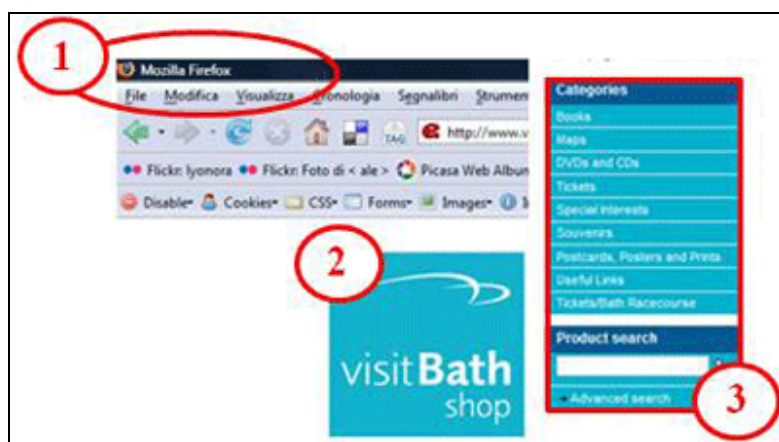 1
Mozilla Firefox
File Modifica Visualizza Cronologia Segnalibri Strumen
TAG http://www.v
Flickr: lyonora Flickr: Foto di < ale > Picasa Web Album
Disable Cookies CSS Forms Images
2
visitBath
shop
Categories
Books
Maps
DVDs and CDs
Tickets
Special Interests
Souvenirs
Postcards, Posters and Prints
Useful Links
Tickets/Bath Racecourse
Product search
Advanced search
3